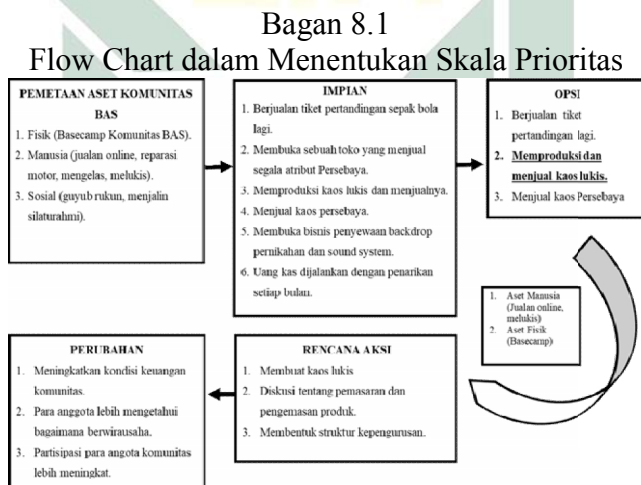 Bagan 8.1
Flow Chart dalam Menentukan Skala Prioritas
PEMETAAN ASET KOMUNITAS
BAS
1. Fisik (Basecamp Komunitas BAS).
2. Manusia (jualan online, reparasi
motor, mengelas, melukis).
3. Sosial (guyub rukun, menjalin
silaturahmi).
IMPIAN
1. Berjualan tiket pertandingan sepak bola
lagi.
2. Membuka sebuah toko yang menjual
segala atribut Persebaya.
3. Memproduksi kaos lukis dan menjualnya.
4. Menjual kaos persebaya.
5. Membuka bisnis penyewaan backdrop
pernikahan dan sound system.
6. Uang kas dijalankan dengan penarikan
setiap bulan.
OPSI
1. Berjualan tiket
pertandingan lagi.
2. Memproduksi dan
menjual kaos lukis.
3. Menjual kaos Persebaya
1. Aset Manusia
(Jualan online,
melukis)
2. Aset Fisik
(Basecamp)
RENCANA AKSI
1. Membuat kaos lukis
2. Diskusi tentang pemasaran dan
pengemasan produk.
3. Membentuk struktur kepengurusan.
PERUBAHAN
1. Meningkatkan kondisi keuangan
komunitas.
2. Para anggota lebih mengetahui
bagaimana berwirausaha.
3. Partisipasi para angota komunitas
lebih meningkat.